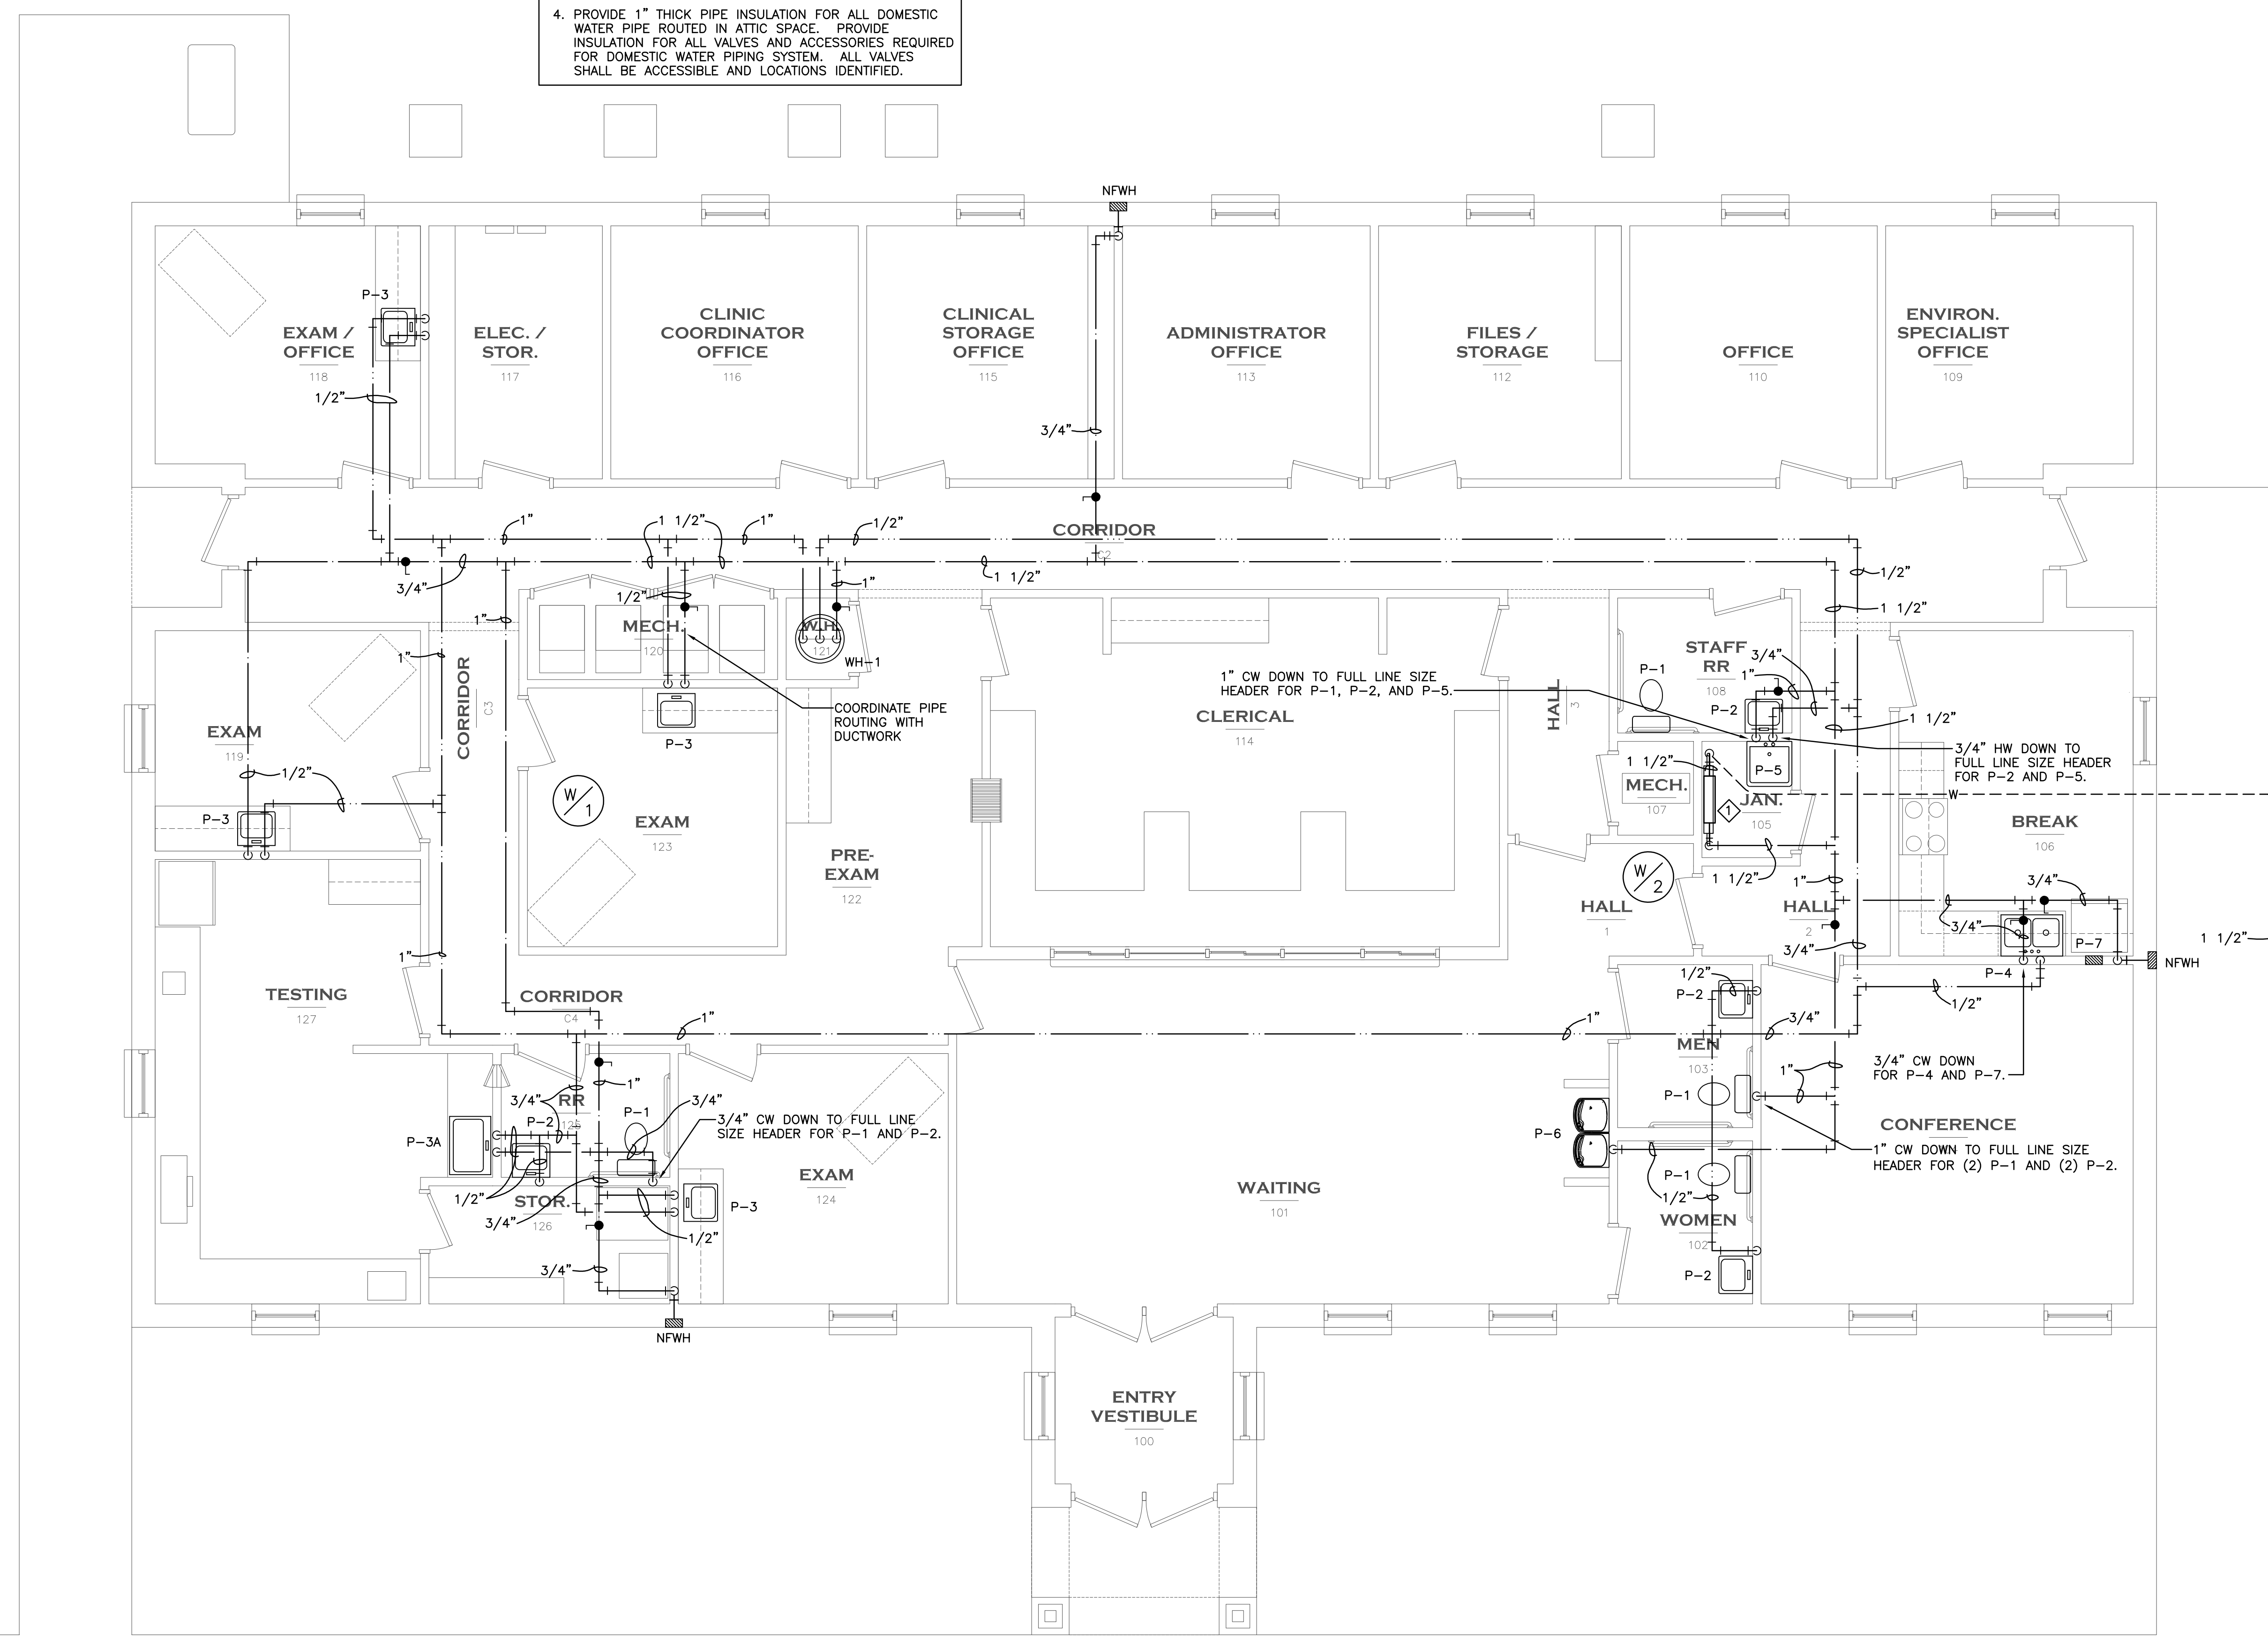 4. PROVIDE 1" THICK PIPE INSULATION FOR ALL DOMESTIC
WATER PIPE ROUTED IN ATTIC SPACE. PROVIDE
INSULATION FOR ALL VALVES AND ACCESSORIES REQUIRED
FOR DOMESTIC WATER PIPING SYSTEM. ALL VALVES
SHALL BE ACCESSIBLE AND LOCATIONS IDENTIFIED.
NFWH
P-3
EXAM /
OFFICE
118
ELEC. /
STOR.
117
CLINIC
COORDINATOR
OFFICE
116
CLINICAL
STORAGE
OFFICE
115
ADMINISTRATOR
OFFICE
113
FILES /
STORAGE
112
OFFICE
110
ENVIRON.
SPECIALIST
OFFICE
109
1/2"
3/4"
1"
1 1/2"
1"
1/2"
CORRIDOR
C2
3/4"
1 1/2"
1"
1/2"
1/2"
1 1/2"
1"
MECH.
120
W.H.
121
WH-1
1"
CORRIDOR
C3
COORDINATE PIPE
ROUTING WITH
DUCTWORK
P-3
1" CW DOWN TO FULL LINE SIZE
HEADER FOR P-1, P-2, AND P-5.
CLERICAL
114
HALL
3
STAFF
RR
108
P-1
3/4"
1"
P-2
1 1/2"
3/4" HW DOWN TO
FULL LINE SIZE HEADER
FOR P-2 AND P-5.
EXAM
119
1/2"
P-3
W
1
EXAM
123
PRE-
EXAM
122
1 1/2"
MECH.
107
P-5
1
JAN.
105
W
BREAK
106
1 1/2"
1"
W
2
HALL
1
HALL
2
3/4"
3/4"
3/4"
P-7
P-4
1 1/2"
NFWH
1"
TESTING
127
CORRIDOR
C4
1"
1"
1/2"
P-2
3/4"
1/2"
MEN
103
1"
3/4" CW DOWN
FOR P-4 AND P-7.
P-1
3/4"
RR
125
1"
P-1
3/4"
P-2
P-3A
3/4" CW DOWN TO FULL LINE
SIZE HEADER FOR P-1 AND P-2.
P-6
CONFERENCE
1" CW DOWN TO FULL LINE SIZE
HEADER FOR (2) P-1 AND (2) P-2.
P-1
1/2"
EXAM
124
WAITING
101
1/2"
STOR.
126
3/4"
P-3
1/2"
WOMEN
102
3/4"
P-2
NFWH
ENTRY
VESTIBULE
100